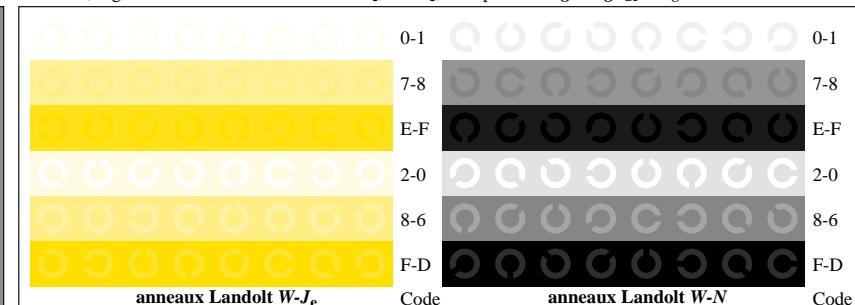 0-1 0-1
7-8 7-8
E-F E-F
2-0 2-0
8-6 8-6
F-D F-D
anneaux Landolt W-Je Code anneaux Landolt W-N Code